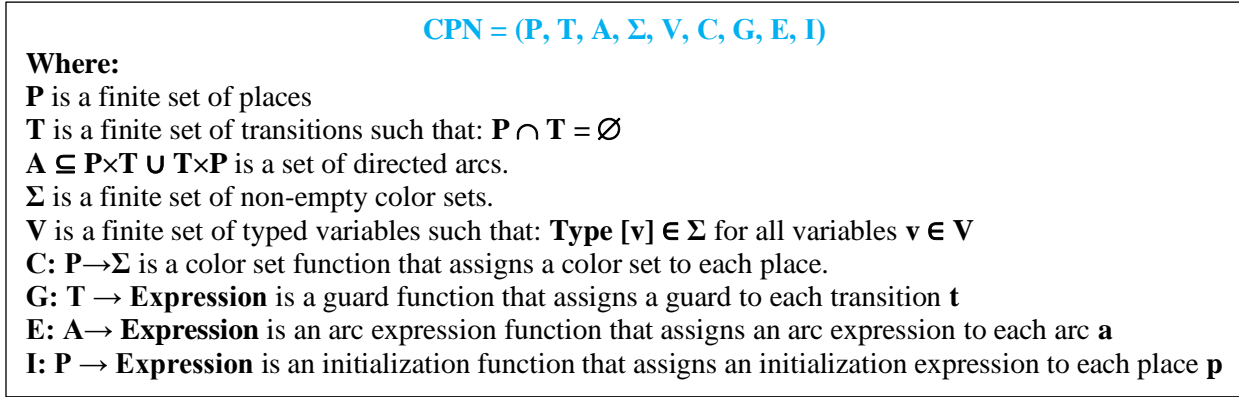 CPN = (P, T, A, Σ, V, C, G, E, I)
Where:
P is a finite set of places
T is a finite set of transitions such that: P ∩ T = ∅
A ⊆ P×T ∪ T×P is a set of directed arcs.
Σ is a finite set of non-empty color sets.
V is a finite set of typed variables such that: Type [v] ∈ Σ for all variables v ∈ V
C: P→Σ is a color set function that assigns a color set to each place.
G: T → Expression is a guard function that assigns a guard to each transition t
E: A→ Expression is an arc expression function that assigns an arc expression to each arc a
I: P → Expression is an initialization function that assigns an initialization expression to each place p